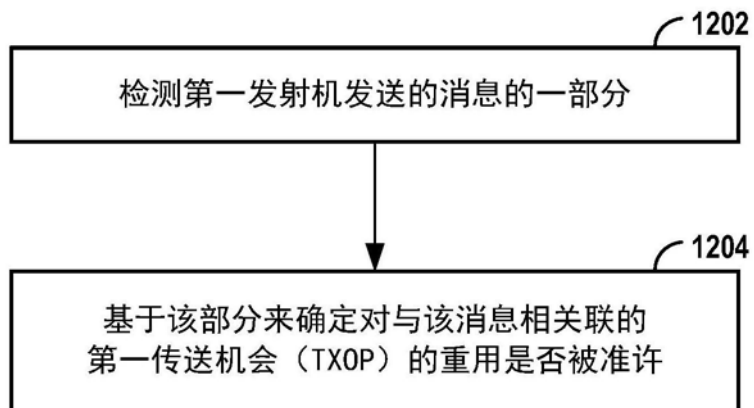 1202
检测第一发射机发送的消息的一部分
1204
基于该部分来确定对与该消息相关联的
第一传送机会（TXOP）的重用是否被准许